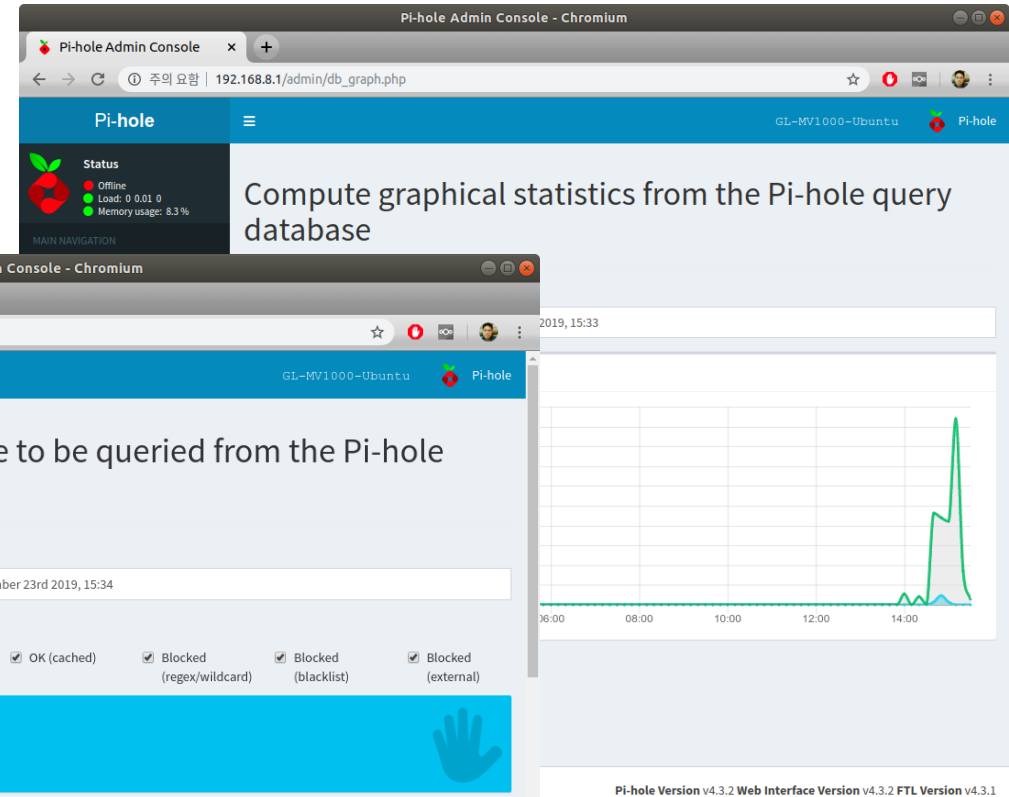 Pi-hole Admin Console - Chromium
Pi-hole Admin Console
주의 요함 | 192.168.8.1/admin/db_graph.php
Pi-hole
GL-MV1000-Ubuntu
Pi-hole
Status
Offline
Load: 0 0.01 0
Memory usage: 8.3 %
MAIN NAVIGATION
Compute graphical statistics from the Pi-hole query
database
2019, 15:33
06:00
08:00
10:00
12:00
14:00
Pi-hole Version v4.3.2 Web Interface Version v4.3.2 FTL Version v4.3.1
Console - Chromium
GL-MV1000-Ubuntu
Pi-hole
e to be queried from the Pi-hole
ber 23rd 2019, 15:34
OK (cached)
Blocked
(regex/wildcard)
Blocked
(blacklist)
Blocked
(external)